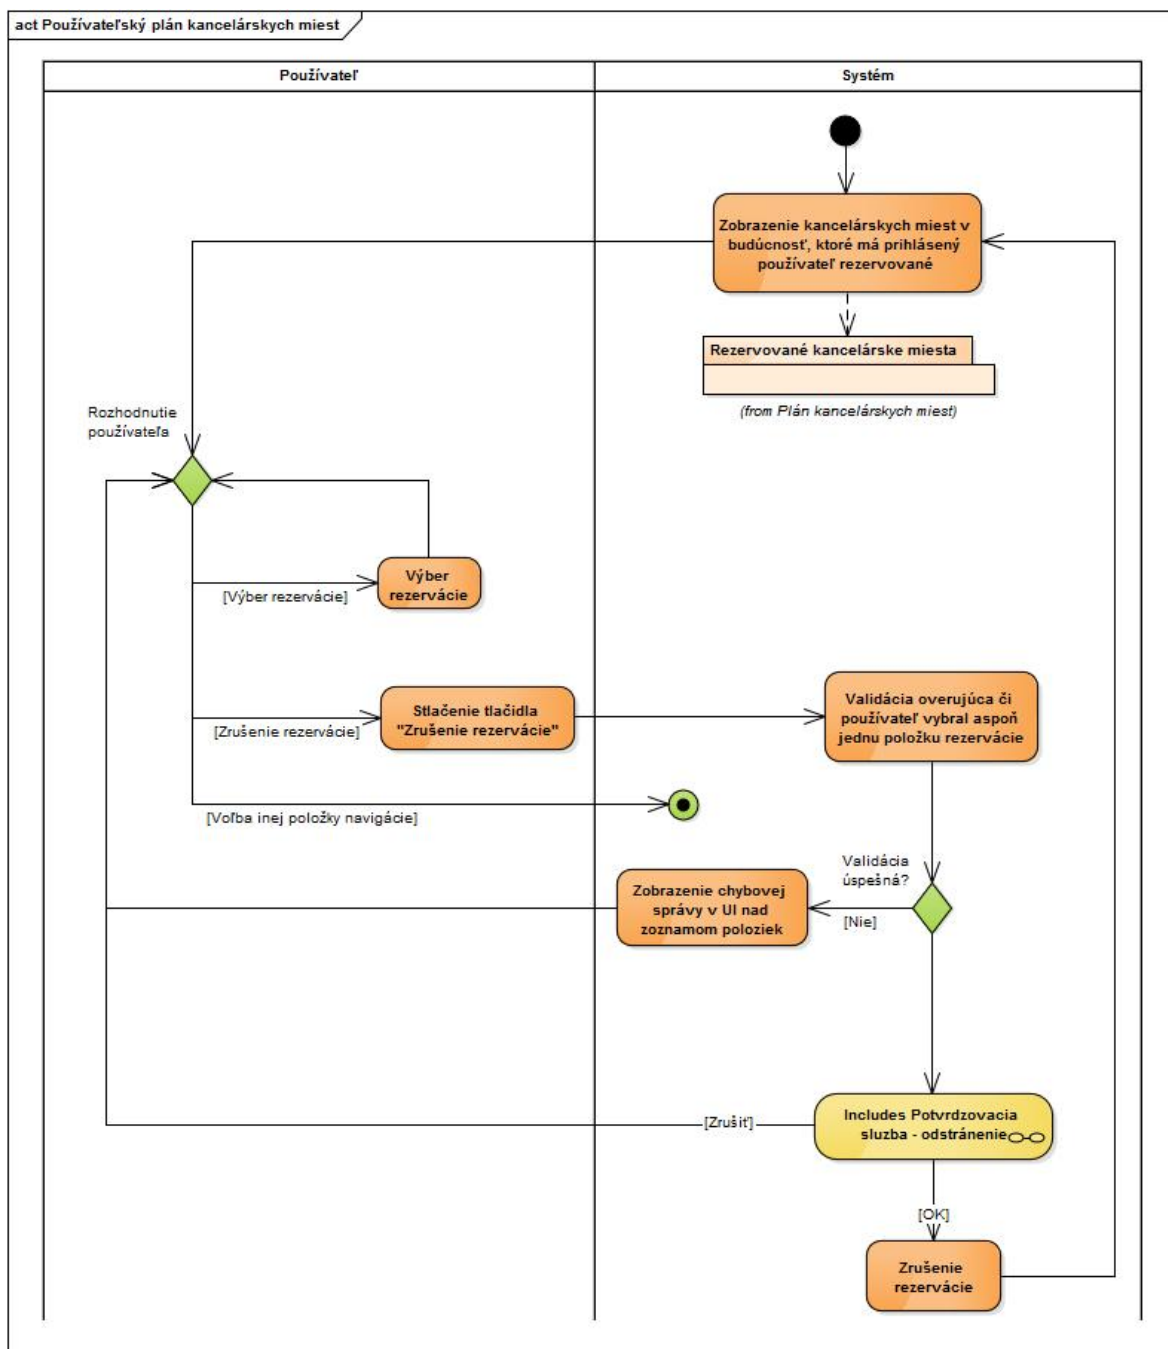 act Používateľský plán kancelárskych miest
Používateľ
Systém
Zobrazenie kancelárskych miest v
budúcnosť, ktoré má prihlásený
používateľ rezervované
Rezervované kancelárske miesta
(from Plán kancelárskych miest)
Rozhodnutie
používateľa
Výber
rezervácie
[Výber rezervácie]
Stlačenie tlačidla
"Zrušenie rezervácie"
[Zrušenie rezervácie]
Validácia overujúca či
používateľ vybral aspoň
jednu položku rezervácie
[Voľba inej položky navigácie]
Validácia
úspešná?
Zobrazenie chybovej
správy v UI nad
zoznamom poloziek
[Nie]
Includes Potvrdzovacia
sluzba - odstránenie
[Zrušiť]
[OK]
Zrušenie
rezervácie